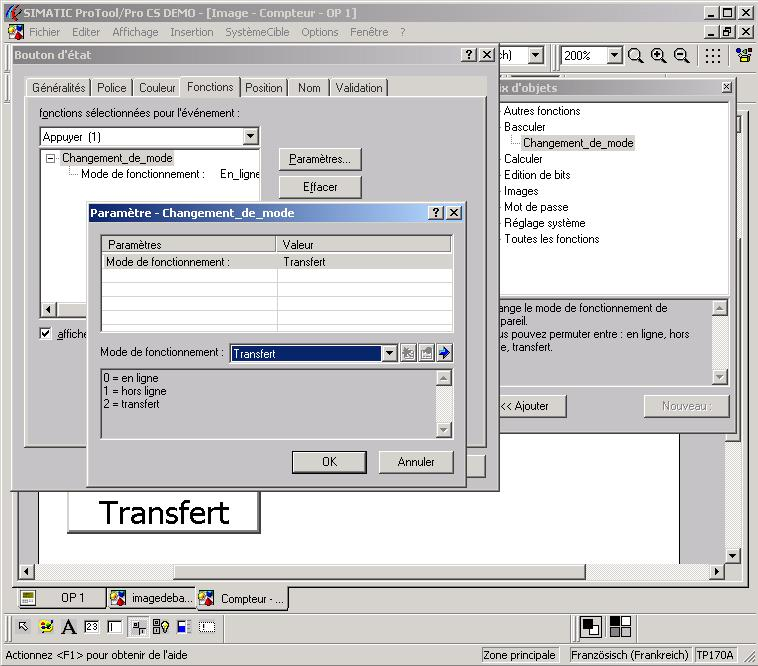 SIMATIC ProTool/Pro CS DEMO - [Image - Compteur - OP 1]
Fichier Editer Affichage Insertion SystèmeCible Options Fenêtre ?
Bouton d'état
200%
Généralités Police Couleur Fonctions Position Nom Validation
fonctions sélectionnées pour l'événement :
Appuyer (1)
Changement_de_mode
Mode de fonctionnement : En_ligne
Paramètres...
Effacer
d'objets
Autres fonctions
Basculer
Changement_de_mode
Calculer
Edition de bits
Images
Mot de passe
Réglage système
Toutes les fonctions
Paramètre - Changement_de_mode
Paramètres Valeur
Mode de fonctionnement : Transfert
Mode de fonctionnement : Transfert
0 = en ligne
1 = hors ligne
2 = transfert
OK Annuler
le mode de fonctionnement de
pouvez permuter entre : en ligne, hors
, transfert.
<< Ajouter Nouveau :
Transfert
OP 1 imagedeba... Compteur - ...
A 23
Actionnez <F1> pour obtenir de l'aide Zone principale Französisch (Frankreich) TP170A